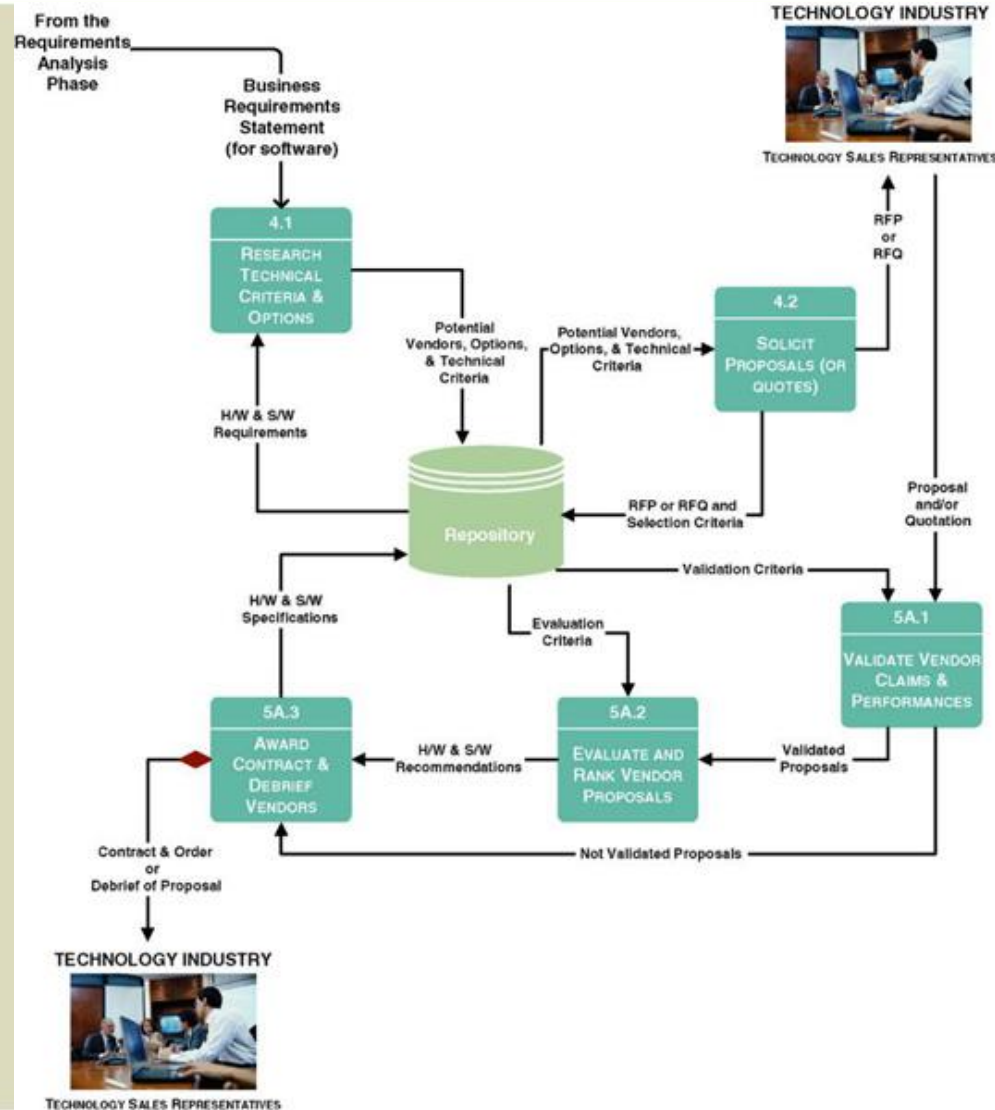 From the
Requirements
Analysis
Phase
Business
Requirements
Statement
(for software)
TECHNOLOGY INDUSTRY
TECHNOLOGY SALES REPRESENTATIVES
4.1
RESEARCH
TECHNICAL
CRITERIA &
OPTIONS
Potential
Vendors, Options,
& Technical
Criteria
Potential Vendors,
Options, & Technical
Criteria
4.2
SOLICIT
PROPOSALS (OR
QUOTES)
RFP
or
RFQ
H/W & S/W
Requirements
Repository
RFP or RFQ and
Selection Criteria
Proposal
and/or
Quotation
Validation Criteria
H/W & S/W
Specifications
Evaluation
Criteria
5A.1
VALIDATE VENDOR
CLAIMS &
PERFORMANCES
5A.3
AWARD
CONTRACT &
DEBRIEF
VENDORS
H/W & S/W
Recommendations
5A.2
EVALUATE AND
RANK VENDOR
PROPOSALS
Validated
Proposals
Not Validated Proposals
Contract & Order
or
Debrief of Proposal
TECHNOLOGY INDUSTRY
TECHNOLOGY SALES REPRESENTATIVES